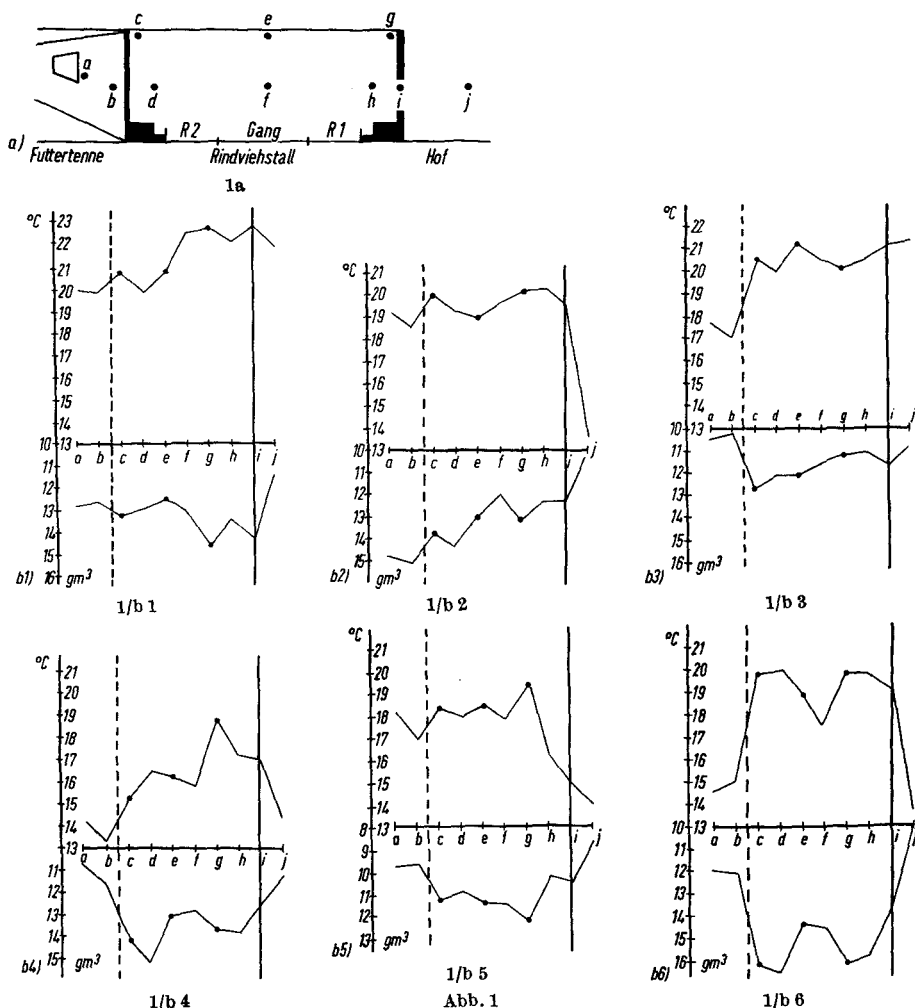 c e g
a
b d f h i j
R2 Gang R1
a)
Futtertenne Rindviehstall Hof
1a
°C
23
22
21
20
19
18
17
16
15
14
10 13
a b c d e f g h i j
11
12
13
14
15
16
b1) gm³
1/b 1
°C
21
20
19
18
17
16
15
14
10 13
a b c d e f g h i j
11
12
13
14
15
b2) gm³
1/b 2
°C
22
21
20
19
18
17
16
15
14
10 13
a b c d e f g h i j
11
12
13
14
15
16
b3) gm³
1/b 3
°C
21
20
19
18
17
16
15
14
13
a b c d e f g h i j
11
12
13
14
15
b4) gm³
1/b 4
°C
21
20
19
18
17
16
15
14
8 13
a b c d e f g h i j
9
10
11
12
13
b5) gm³
1/b 5
°C
21
20
19
18
17
16
15
14
10 13
a b c d e f g h i j
11
12
13
14
15
16
b6) gm³
1/b 6
Abb. 1